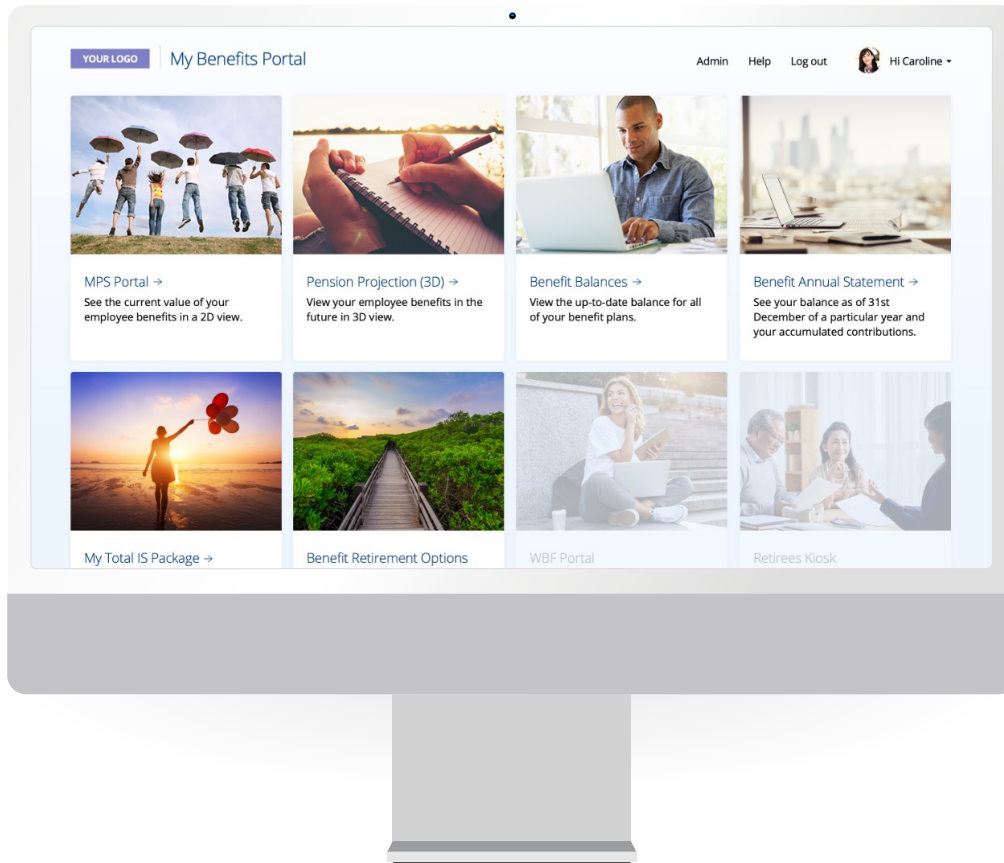 YOUR LOGO
My Benefits Portal
Admin Help Log out Hi Caroline
MPS Portal →
See the current value of your
employee benefits in a 2D view.
Pension Projection (3D) →
View your employee benefits in the
future in 3D view.
Benefit Balances →
View the up-to-date balance for all
of your benefit plans.
Benefit Annual Statement →
See your balance as of 31st
December of a particular year and
your accumulated contributions.
My Total IS Package →
Benefit Retirement Options
WBF Portal
Retirees Kiosk